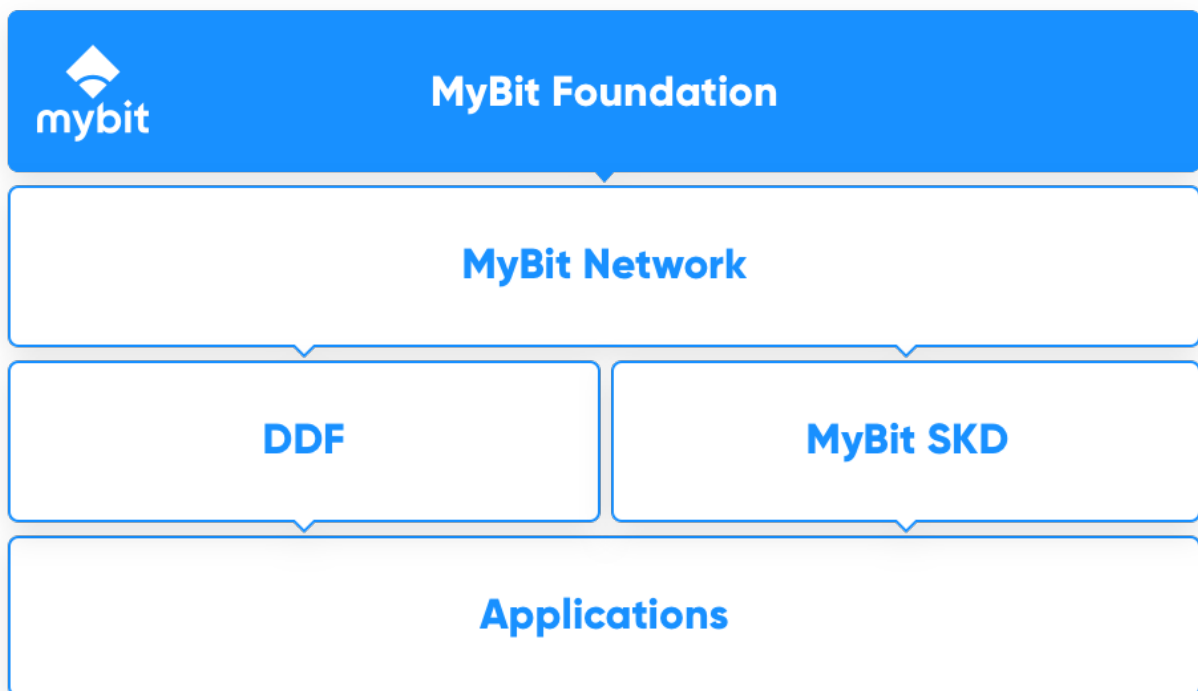 mybit
MyBit Foundation
MyBit Network
DDF
MyBit SKD
Applications